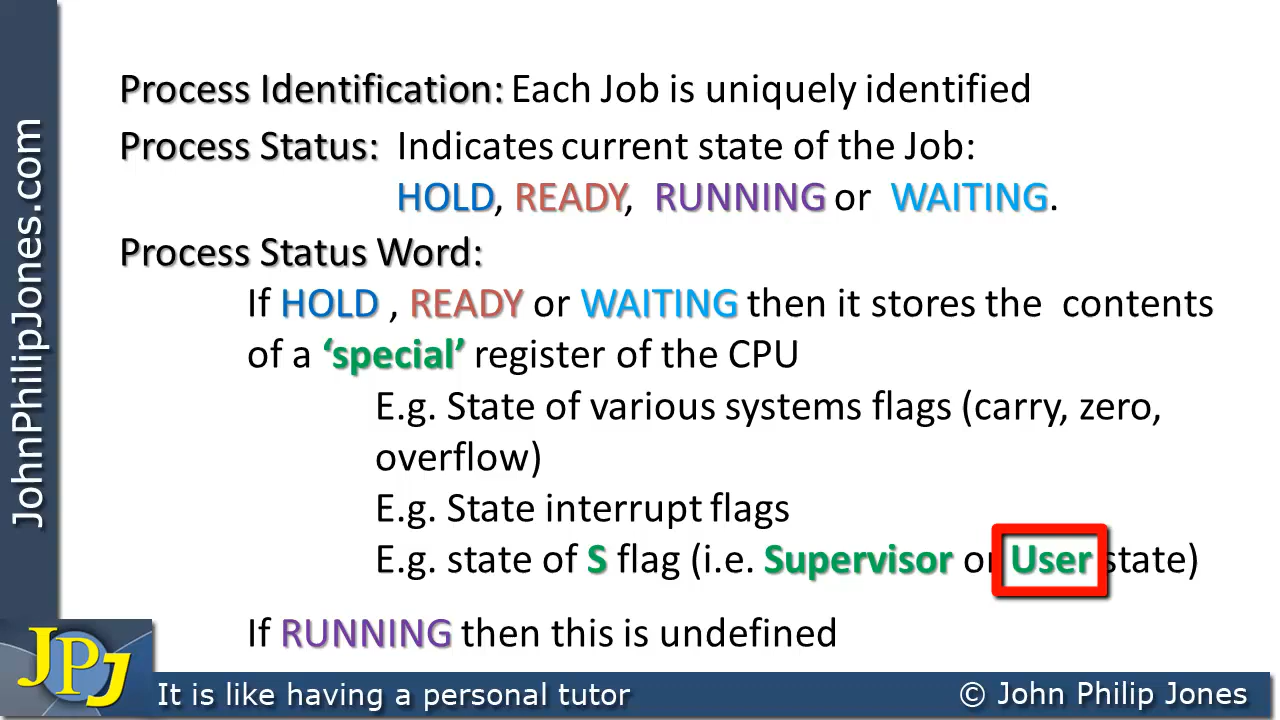 Process Identification: Each Job is uniquely identified
Process Status: Indicates current state of the Job:
HOLD, READY, RUNNING or WAITING.
Process Status Word:
If HOLD , READY or WAITING then it stores the contents
of a ‘special’ register of the CPU
E.g. State of various systems flags (carry, zero,
overflow)
E.g. State interrupt flags
E.g. state of S flag (i.e. Supervisor or User state)
If RUNNING then this is undefined
JohnPhilipJones.com
JPJ
It is like having a personal tutor
© John Philip Jones